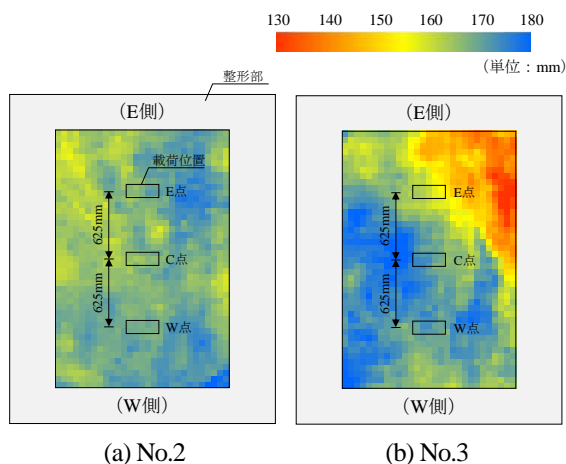 130 140 150 160 170 180
(単位：mm)
整形部
(E側)
載荷位置
E点
625mm
C点
625mm
W点
(W側)
(a) No.2
(E側)
E点
625mm
C点
625mm
W点
(W側)
(b) No.3